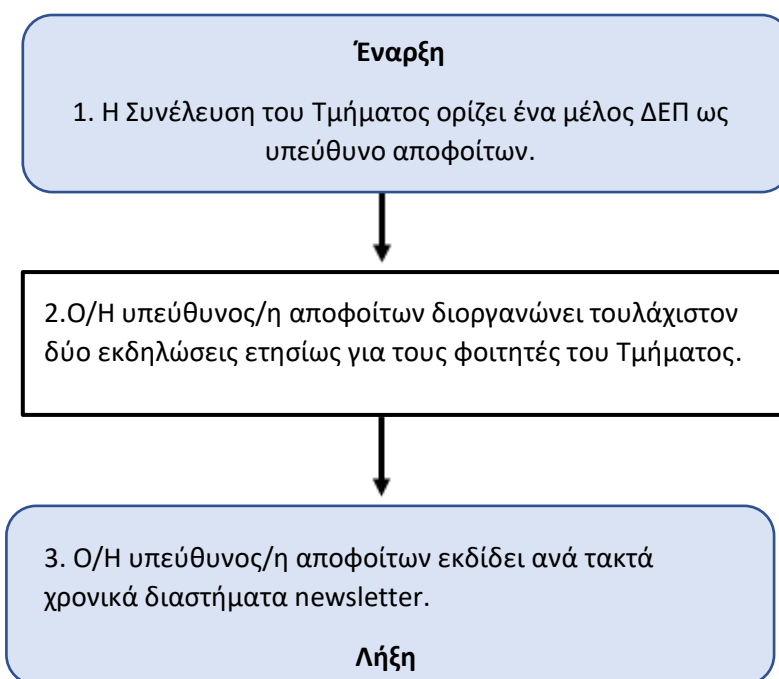 Έναρξη
1. Η Συνέλευση του Τμήματος ορίζει ένα μέλος ΔΕΠ ως
υπεύθυνο αποφοίτων.
2.Ο/Η υπεύθυνος/η αποφοίτων διοργανώνει τουλάχιστον
δύο εκδηλώσεις ετησίως για τους φοιτητές του Τμήματος.
3. Ο/Η υπεύθυνος/η αποφοίτων εκδίδει ανά τακτά
χρονικά διαστήματα newsletter.
Λήξη